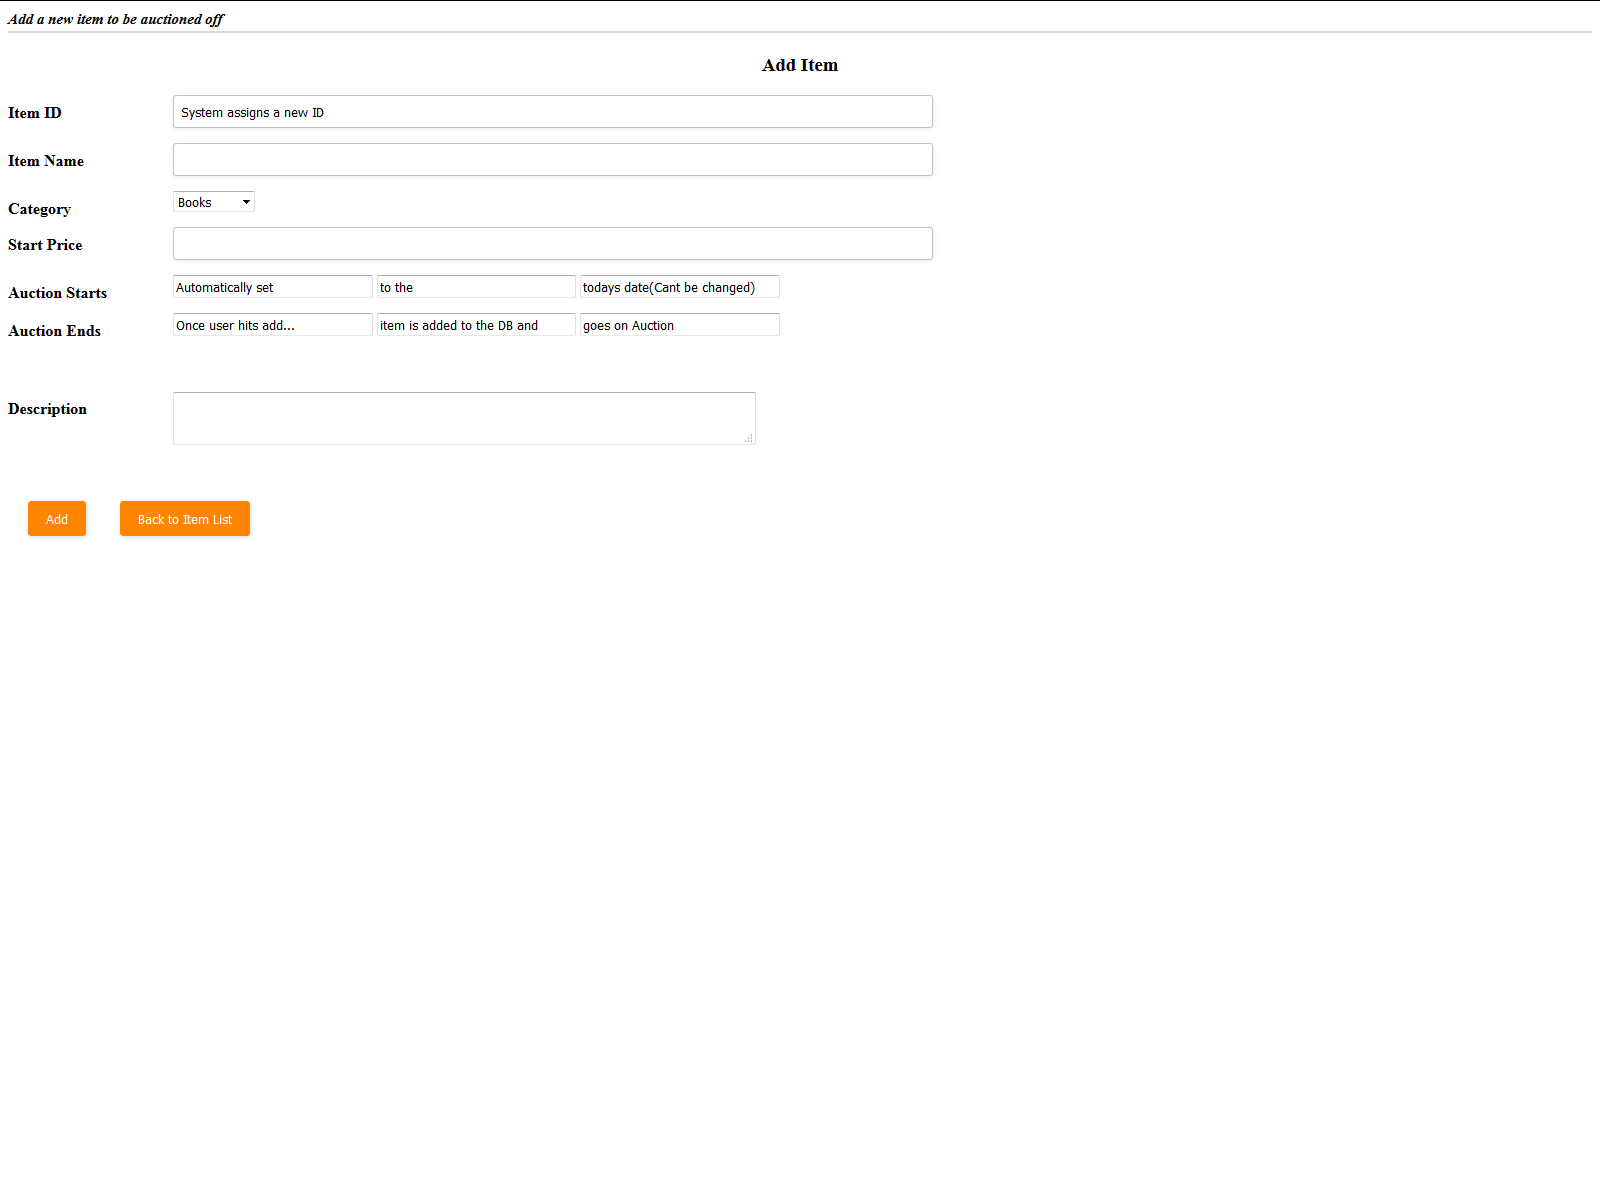 Add a new item to be auctioned off
Add Item
Item ID System assigns a new ID
Item Name
Category Books
Start Price
Auction Starts Automatically set to the todays date(Cant be changed)
Auction Ends Once user hits add... item is added to the DB and goes on Auction
Description
Add Back to Item List